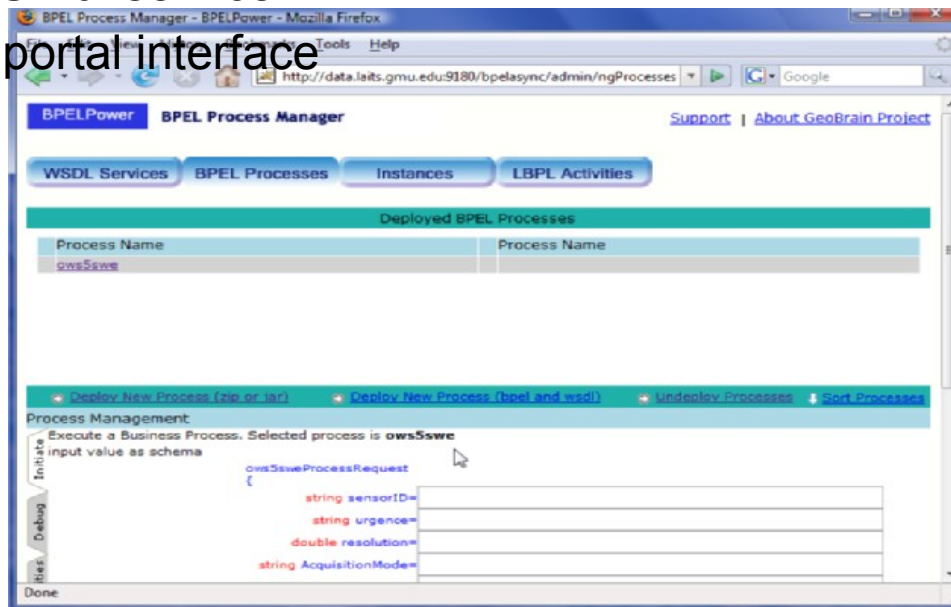 BPEL Process Manager - BPELPower - Mozilla Firefox
portal interface
Tools Help
http://data.laits.gmu.edu:9180/bpelasync/admin/ngProcesses
Google
BPELPower BPEL Process Manager Support | About GeoBrain Project
WSDL Services BPEL Processes Instances LBPL Activities
Deployed BPEL Processes
Process Name Process Name
ows5swe
Deploy New Process (zip or jar) Deploy New Process (bpel and wsdl) Undeploy Processes Sort Processes
Process Management
Initiate
Execute a Business Process. Selected process is ows5swe
input value as schema
ows5sweProcessRequest
{
string sensorID=
Debug
string urgence=
double resolution=
string AcquisitionMode=
Done